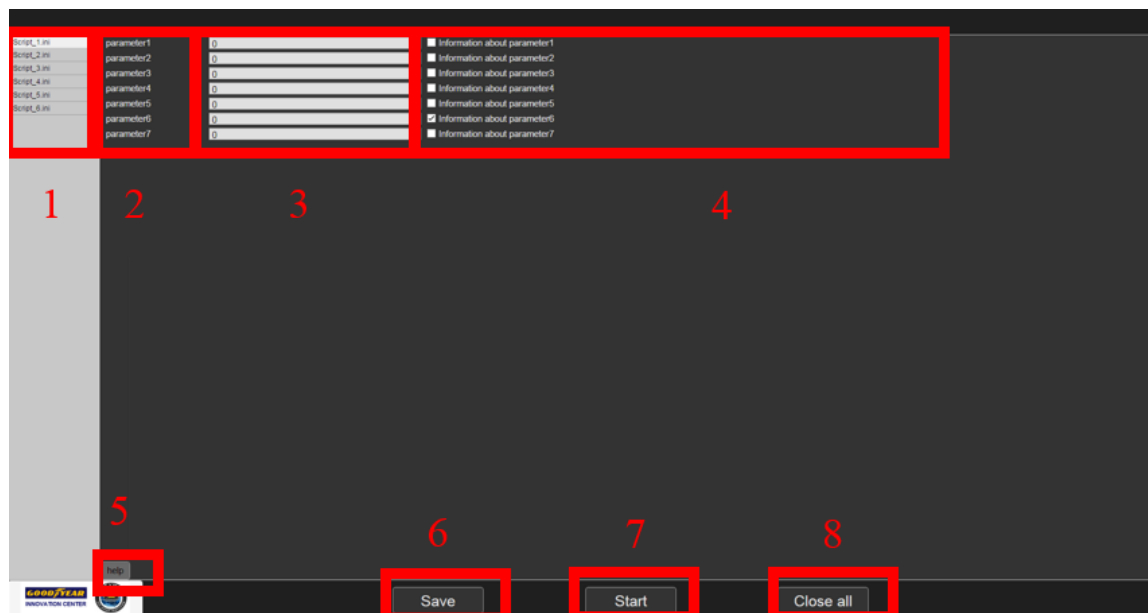 Script_1.ini parameter1 0 Information about parameter1
Script_2.ini parameter2 0 Information about parameter2
Script_3.ini parameter3 0 Information about parameter3
Script_4.ini parameter4 0 Information about parameter4
Script_5.ini parameter5 0 Information about parameter5
Script_6.ini parameter6 0 Information about parameter6
parameter7 0 Information about parameter7
1 2 3 4
5 6 7 8
help
GOODYEAR
INNOVATION CENTER
Save Start Close all